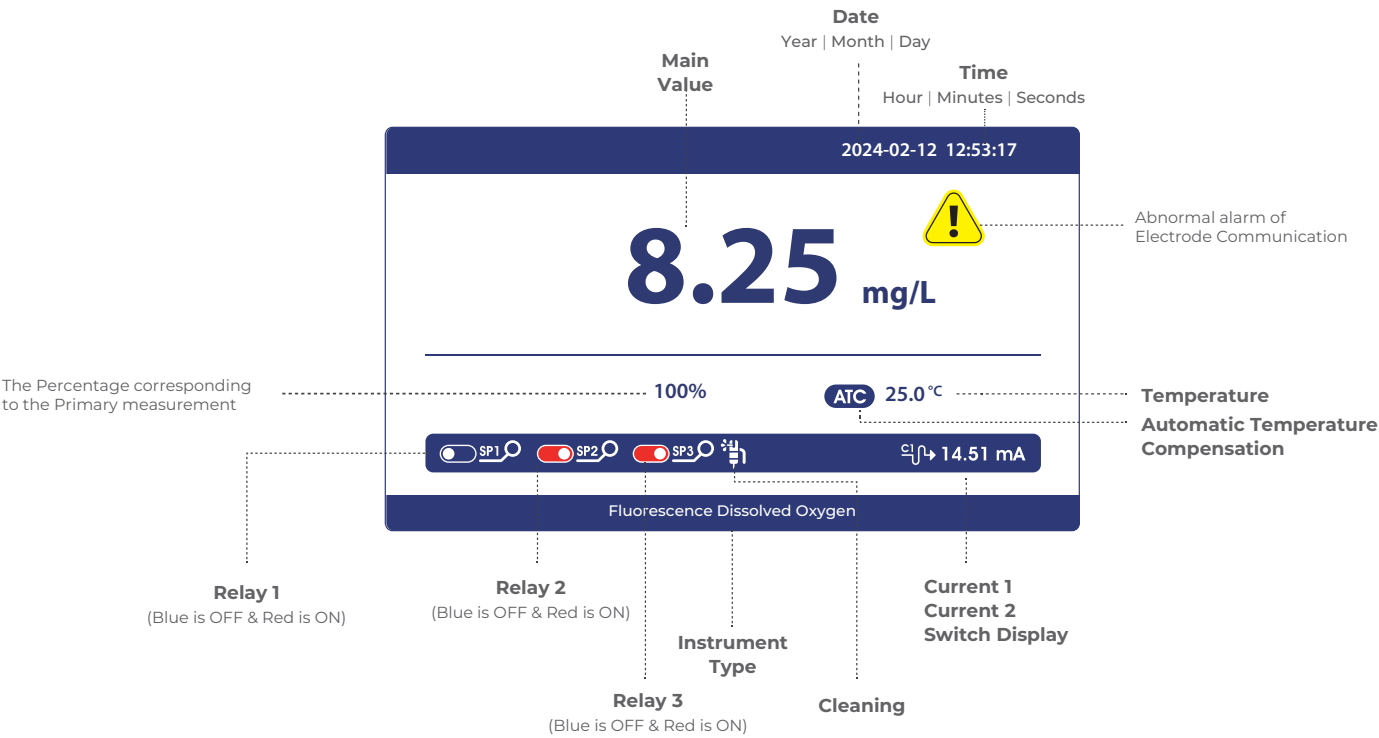 Date
Year | Month | Day
Main
Value
Time
Hour | Minutes | Seconds
2024-02-12 12:53:17
Abnormal alarm of
Electrode Communication
8.25 mg/L
The Percentage corresponding
to the Primary measurement
100%
ATC 25.0 °C
Temperature
Automatic Temperature
Compensation
SP1 SP2 SP3 C1 14.51 mA
Fluorescence Dissolved Oxygen
Relay 1
(Blue is OFF & Red is ON)
Relay 2
(Blue is OFF & Red is ON)
Instrument
Type
Relay 3
(Blue is OFF & Red is ON)
Cleaning
Current 1
Current 2
Switch Display